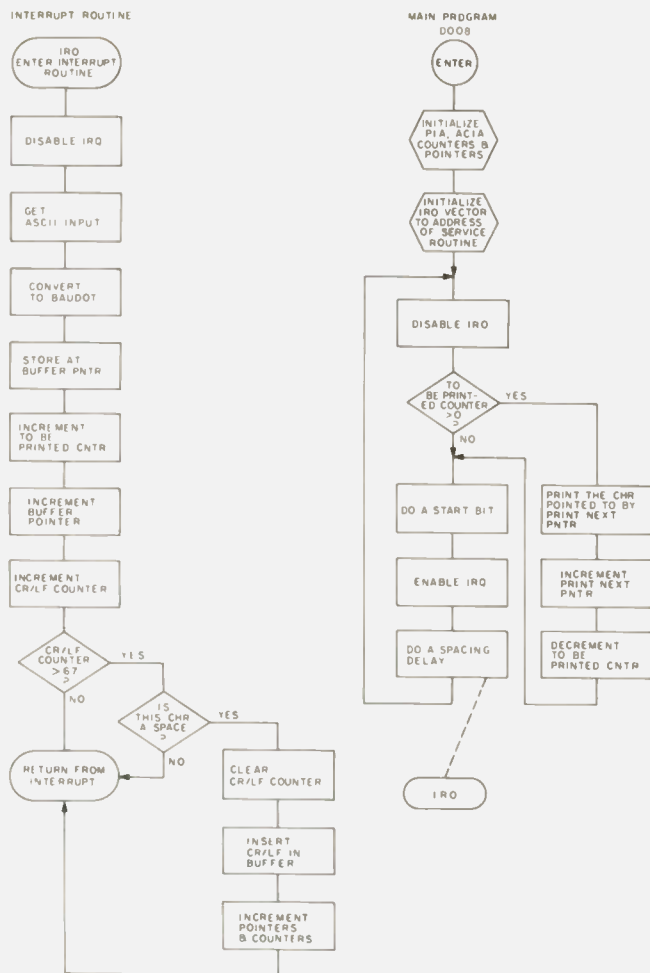 INTERRUPT ROUTINE
IRO
ENTER INTERRUPT
ROUTINE
DISABLE IRQ
GET
ASCII INPUT
CONVERT
TO BAUDOT
STORE AT
BUFFER PNTR
INCREMENT
TO BE
PRINTED CNTR
INCREMENT
BUFFER
POINTER
INCREMENT
CR/LF COUNTER
CR/LF
COUNTER
>67
?
YES
NO
IS
THIS CHR
A SPACE
?
YES
NO
RETURN FROM
INTERRUPT
CLEAR
CR/LF COUNTER
INSERT
CR/LF IN
BUFFER
INCREMENT
POINTERS
& COUNTERS
MAIN PROGRAM
D008
ENTER
INITIALIZE
PIA, ACIA
COUNTERS &
POINTERS
INITIALIZE
IRO VECTOR
TO ADDRESS
OF SERVICE
ROUTINE
DISABLE IRO
TO
BE PRINT-
ED COUNTER
>0
?
YES
NO
DO A START BIT
ENABLE IRQ
DO A SPACING
DELAY
PRINT THE CHR
POINTED TO BY
PRINT NEXT
PNTR
INCREMENT
PRINT NEXT
PNTR
DECREMENT
TO BE
PRINTED CNTR
IRO